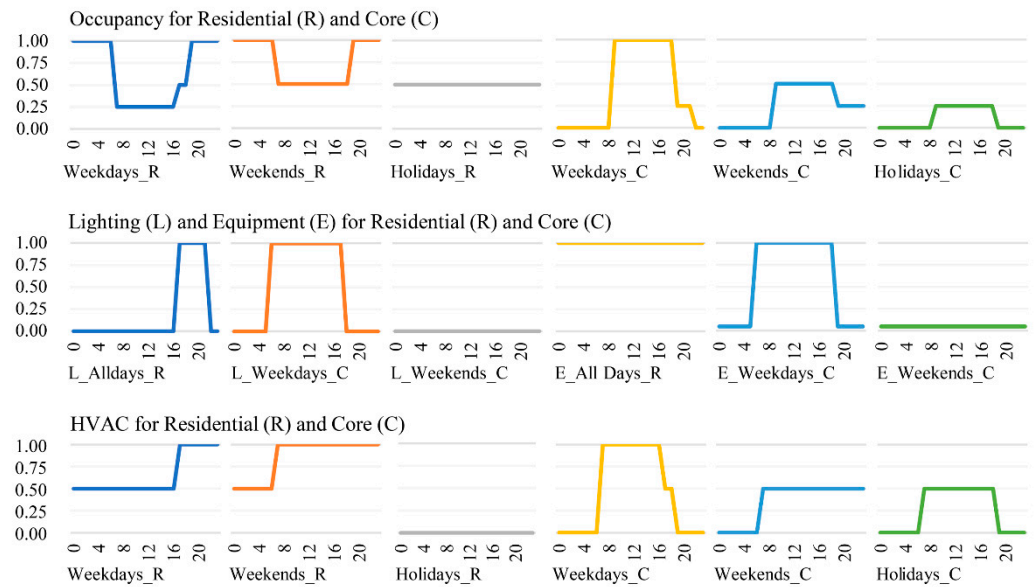 Occupancy for Residential (R) and Core (C)
1.00
0.75
0.50
0.25
0.00
0 4 8 12 16 20 0 4 8 12 16 20 0 4 8 12 16 20 0 4 8 12 16 20 0 4 8 12 16 20 0 4 8 12 16 20
Weekdays_R Weekends_R Holidays_R Weekdays_C Weekends_C Holidays_C
Lighting (L) and Equipment (E) for Residential (R) and Core (C)
1.00
0.75
0.50
0.25
0.00
0 4 8 12 16 20 0 4 8 12 16 20 0 4 8 12 16 20 0 4 8 12 16 20 0 4 8 12 16 20 0 4 8 12 16 20
L_Alldays_R L_Weekdays_C L_Weekends_C E_All Days_R E_Weekdays_C E_Weekends_C
HVAC for Residential (R) and Core (C)
1.00
0.75
0.50
0.25
0.00
0 4 8 12 16 20 0 4 8 12 16 20 0 4 8 12 16 20 0 4 8 12 16 20 0 4 8 12 16 20 0 4 8 12 16 20
Weekdays_R Weekends_R Holidays_R Weekdays_C Weekends_C Holidays_C